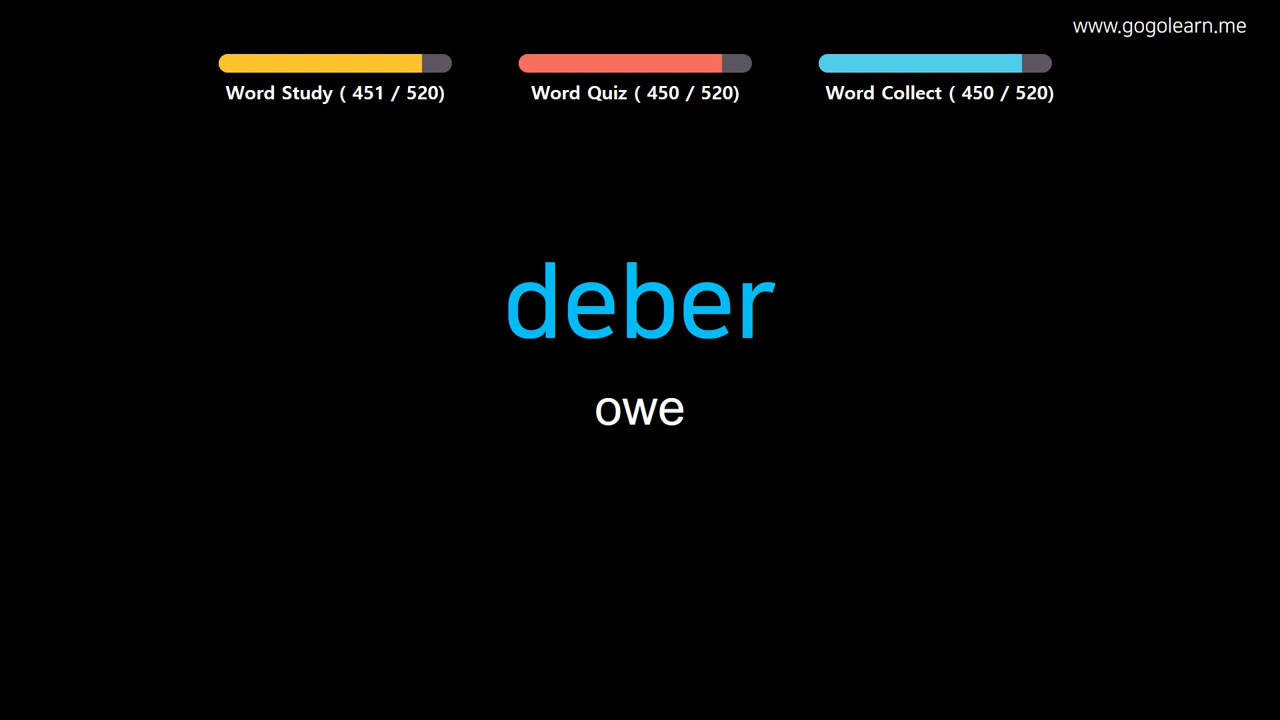 www.gogolearn.me
Word Study ( 451 / 520)
Word Quiz ( 450 / 520)
Word Collect ( 450 / 520)
deber
owe